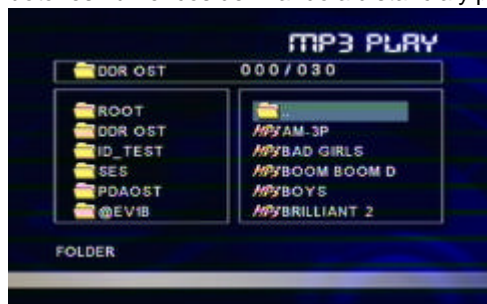 MP3 PLAY
DDR OST 000/030
ROOT
DDR OST
ID_TEST
SES
PDAOST
@EV1B
..
MP3 AM-3P
MP3 BAD GIRLS
MP3 BOOM BOOM D
MP3 BOYS
MP3 BRILLIANT 2
FOLDER